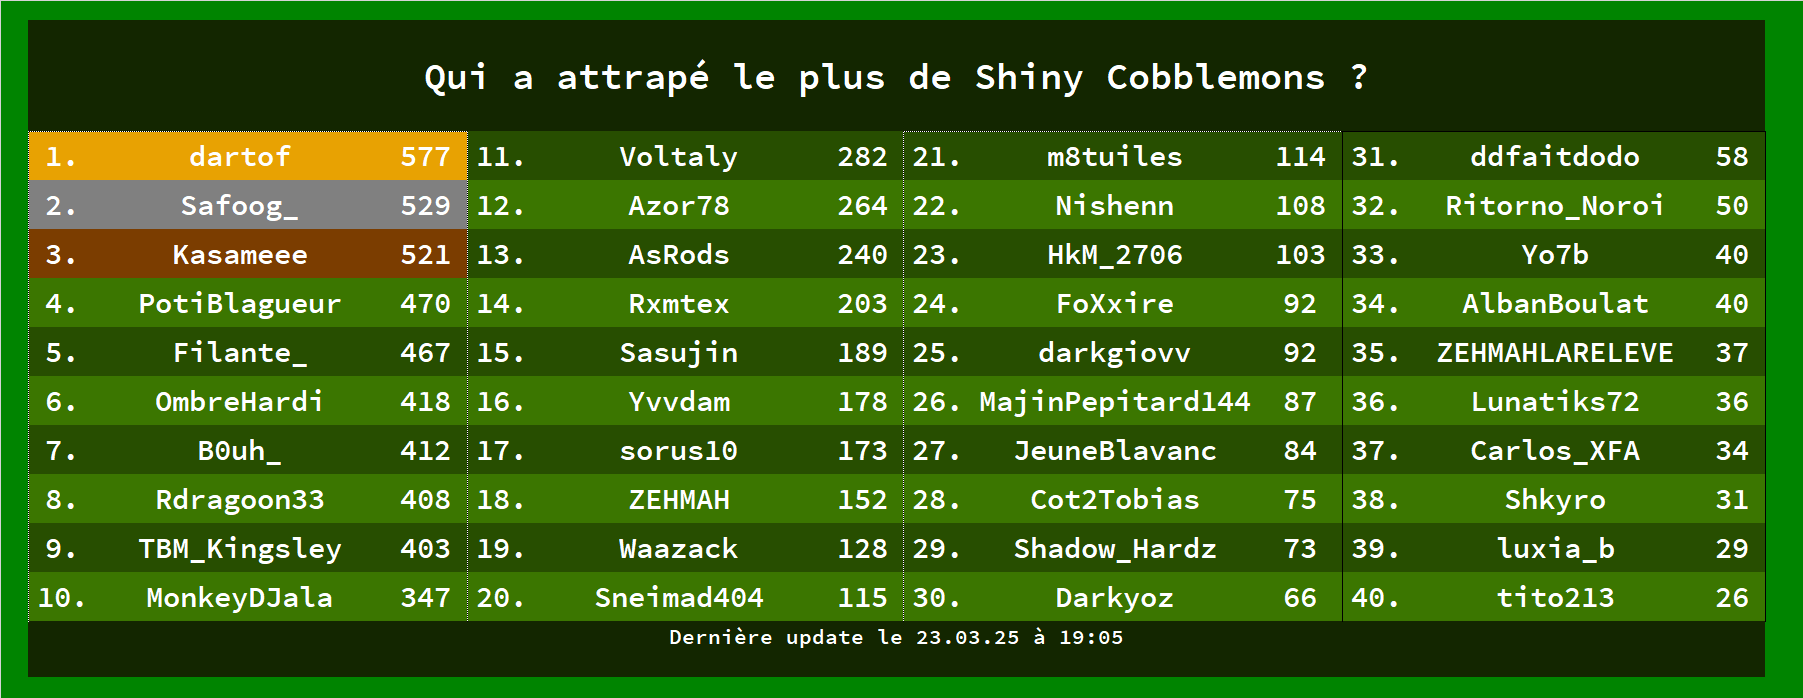 Qui a attrapé le plus de Shiny Cobblemons ?
1. dartof 577 11. Voltaly 282 21. m8tuiles 114 31. ddfaitdodo 58
2. Safoog_ 529 12. Azor78 264 22. Nishenn 108 32. Ritorno_Noroi 50
3. Kasameee 521 13. AsRods 240 23. HkM_2706 103 33. Yo7b 40
4. PotiBlagueur 470 14. Rxmtex 203 24. FoXxire 92 34. AlbanBoulat 40
5. Filante_ 467 15. Sasujin 189 25. darkgiovv 92 35. ZEHMAHLARELEVE 37
6. OmbreHardi 418 16. Yvvdam 178 26. MajinPepitard144 87 36. Lunatiks72 36
7. B0uh_ 412 17. sorus10 173 27. JeuneBlavanc 84 37. Carlos_XFA 34
8. Rdragoon33 408 18. ZEHMAH 152 28. Cot2Tobias 75 38. Shkyro 31
9. TBM_Kingsley 403 19. Waazack 128 29. Shadow_Hardz 73 39. luxia_b 29
10. MonkeyDJala 347 20. Sneimad404 115 30. Darkyoz 66 40. tito213 26
Dernière update le 23.03.25 à 19:05